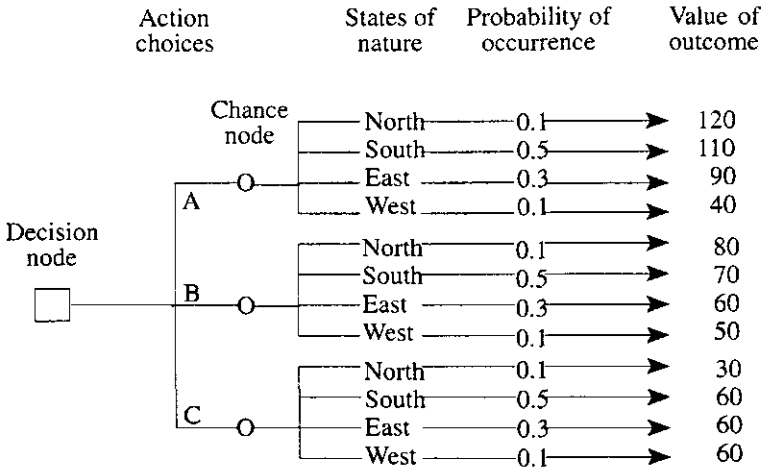 Action choices
States of nature
Probability of occurrence
Value of outcome
Chance node
North 0.1 120
South 0.5 110
East 0.3 90
West 0.1 40
A
Decision node
North 0.1 80
South 0.5 70
B
East 0.3 60
West 0.1 50
North 0.1 30
South 0.5 60
C
East 0.3 60
West 0.1 60